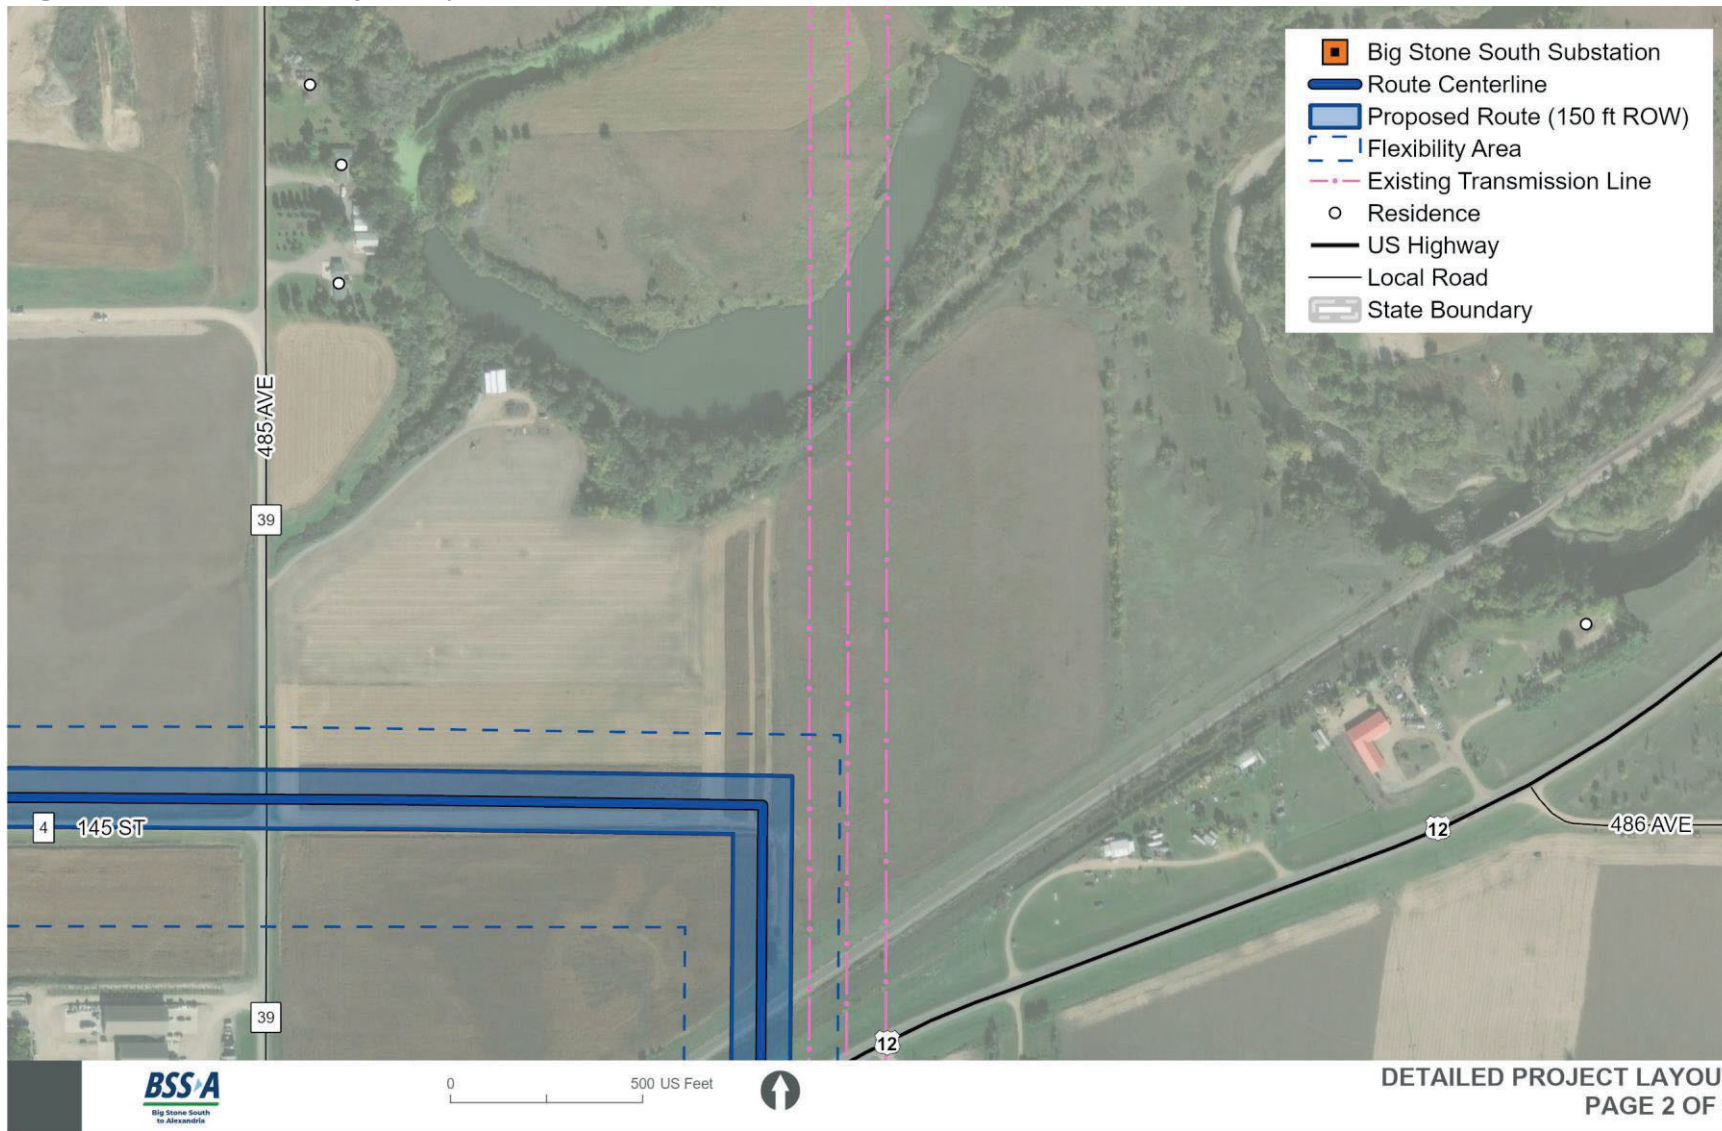 Big Stone South Substation
Route Centerline
Proposed Route (150 ft ROW)
Flexibility Area
Existing Transmission Line
Residence
US Highway
Local Road
State Boundary
485 AVE
39
4
145 ST
12
486 AVE
39
12
BSS A
Big Stone South
to Alexandria
0
500 US Feet
DETAILED PROJECT LAYOU
PAGE 2 OF